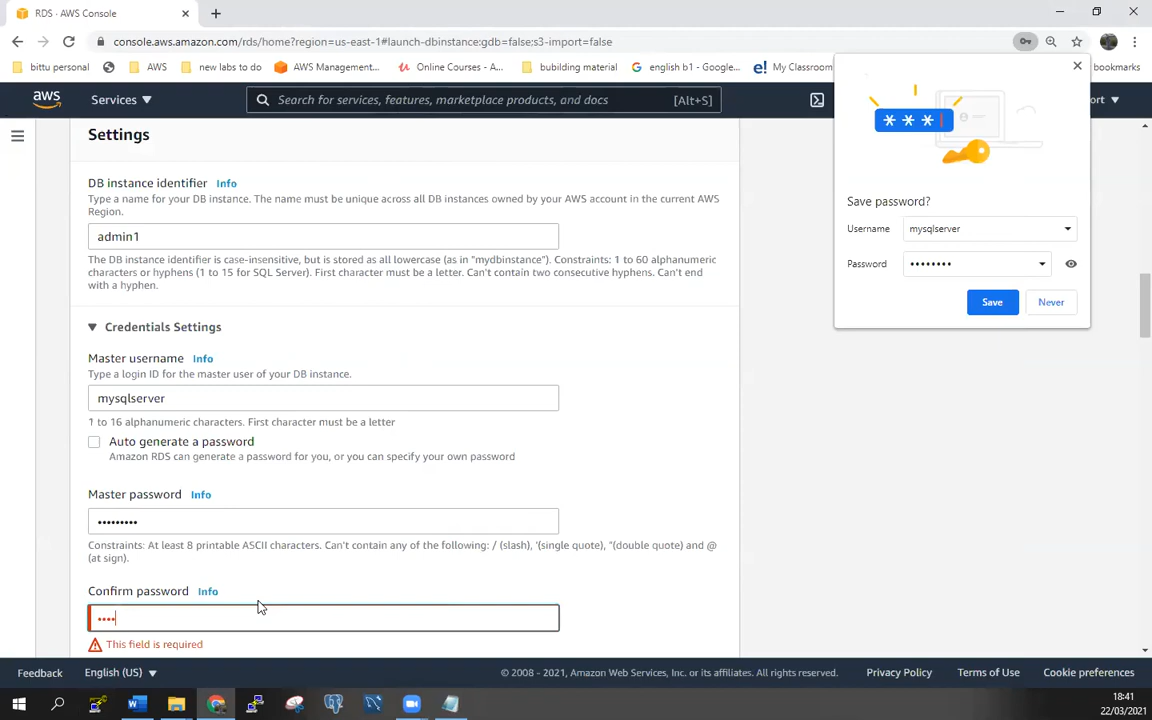 RDS · AWS Console
console.aws.amazon.com/rds/home?region=us-east-1#launch-dbinstance:gdb=false;s3-import=false
bittu personal
AWS
new labs to do
AWS Management...
Online Courses - A...
bubilding material
english b1 - Google...
e! My Classroom
bookmarks
aws
Services
Search for services, features, marketplace products, and docs
[Alt+S]
ort
Settings
DB instance identifier Info
Type a name for your DB instance. The name must be unique across all DB instances owned by your AWS account in the current AWS
Region.
admin1
The DB instance identifier is case-insensitive, but is stored as all lowercase (as in "mydbinstance"). Constraints: 1 to 60 alphanumeric
characters or hyphens (1 to 15 for SQL Server). First character must be a letter. Can't contain two consecutive hyphens. Can't end
with a hyphen.
Credentials Settings
Master username Info
Type a login ID for the master user of your DB instance.
mysqlserver
1 to 16 alphanumeric characters. First character must be a letter
Auto generate a password
Amazon RDS can generate a password for you, or you can specify your own password
Master password Info
•••••••••
Constraints: At least 8 printable ASCII characters. Can't contain any of the following: / (slash), '(single quote), "(double quote) and @
(at sign).
Confirm password Info
••••
This field is required
* * *
Save password?
Username mysqlserver
Password ••••••••
Save
Never
Feedback
English (US)
© 2008 - 2021, Amazon Web Services, Inc. or its affiliates. All rights reserved.
Privacy Policy
Terms of Use
Cookie preferences
18:41
22/03/2021